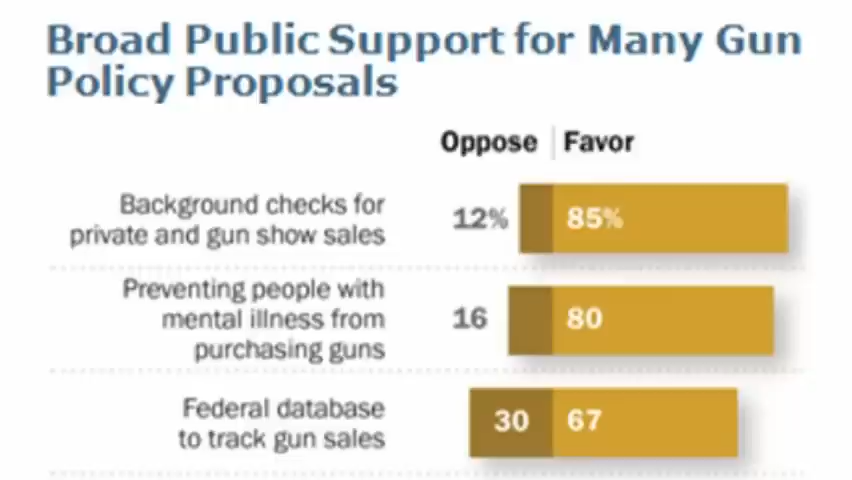 Broad Public Support for Many Gun
Policy Proposals
Oppose Favor
Background checks for
private and gun show sales
12% 85%
Preventing people with
mental illness from
purchasing guns
16 80
Federal database
to track gun sales
30 67